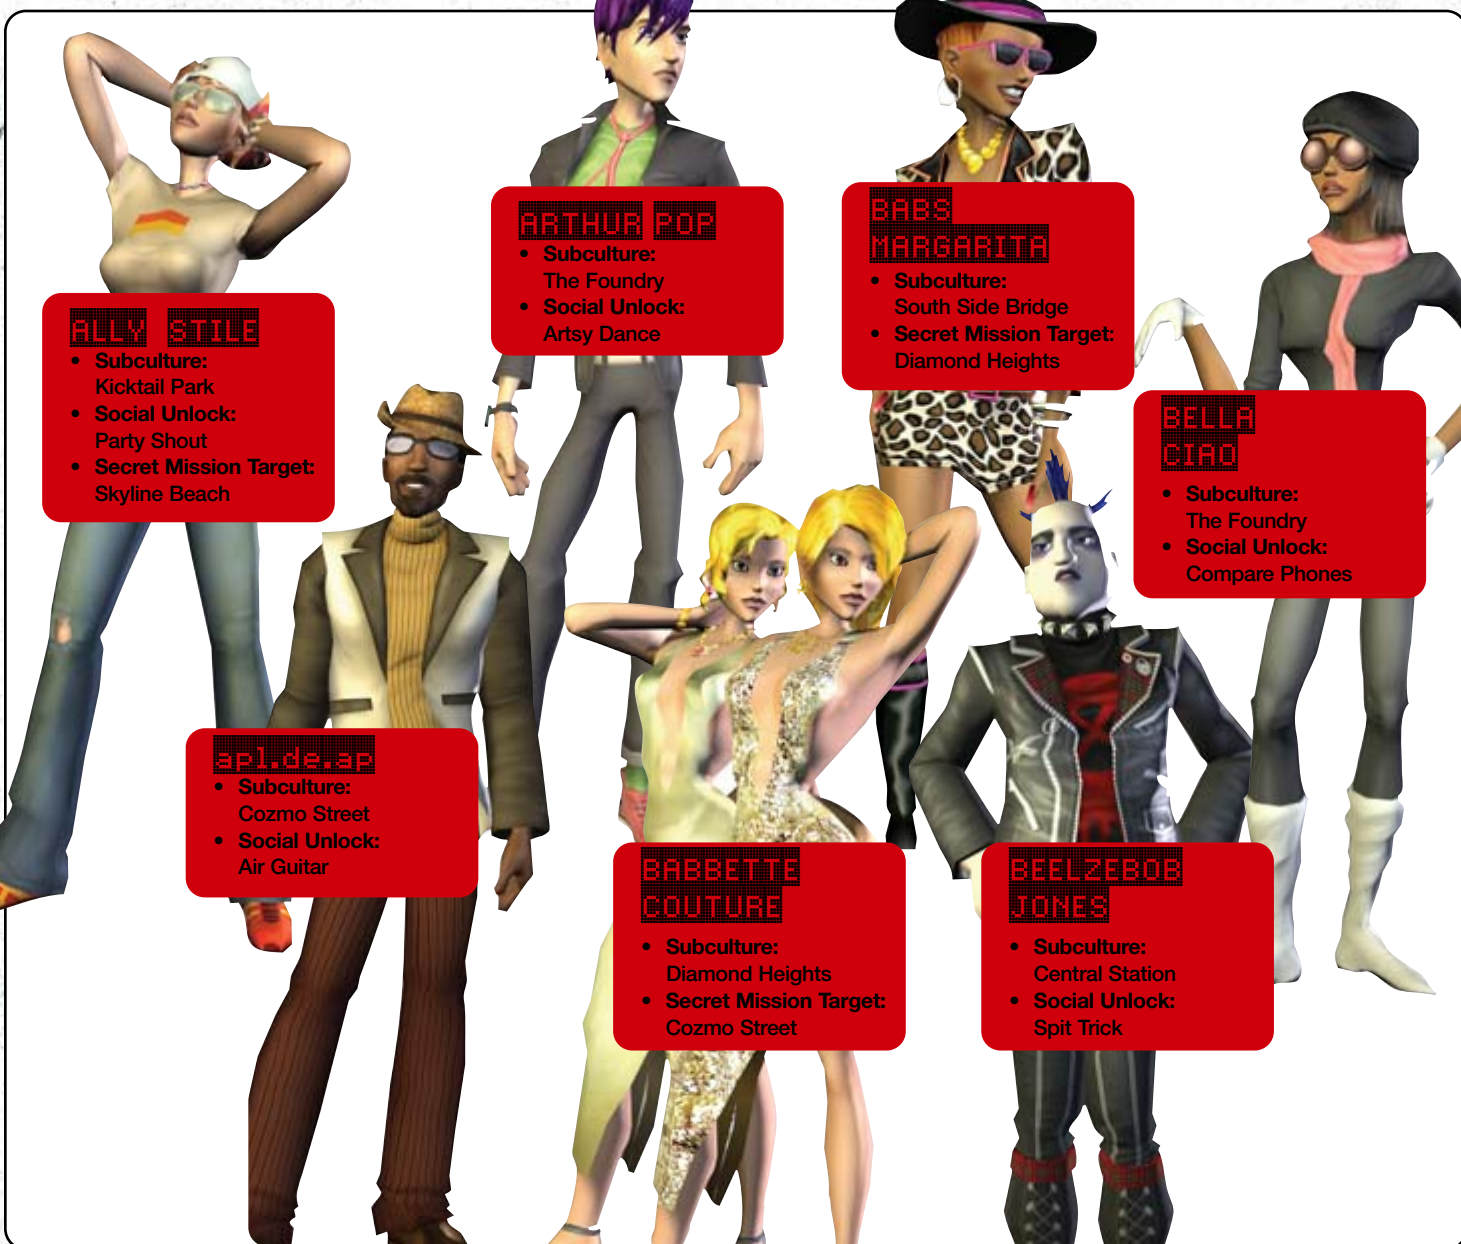 ALLY STILE
• Subculture:
Kicktail Park
• Social Unlock:
Party Shout
• Secret Mission Target:
Skyline Beach
ARTHUR POP
• Subculture:
The Foundry
• Social Unlock:
Artsy Dance
BABS
MARGARITA
• Subculture:
South Side Bridge
• Secret Mission Target:
Diamond Heights
BELLA
CIAO
• Subculture:
The Foundry
• Social Unlock:
Compare Phones
apl.de.ap
• Subculture:
Cozmo Street
• Social Unlock:
Air Guitar
BABBETTE
COUTURE
• Subculture:
Diamond Heights
• Secret Mission Target:
Cozmo Street
BEELZEBOB
JONES
• Subculture:
Central Station
• Social Unlock:
Spit Trick